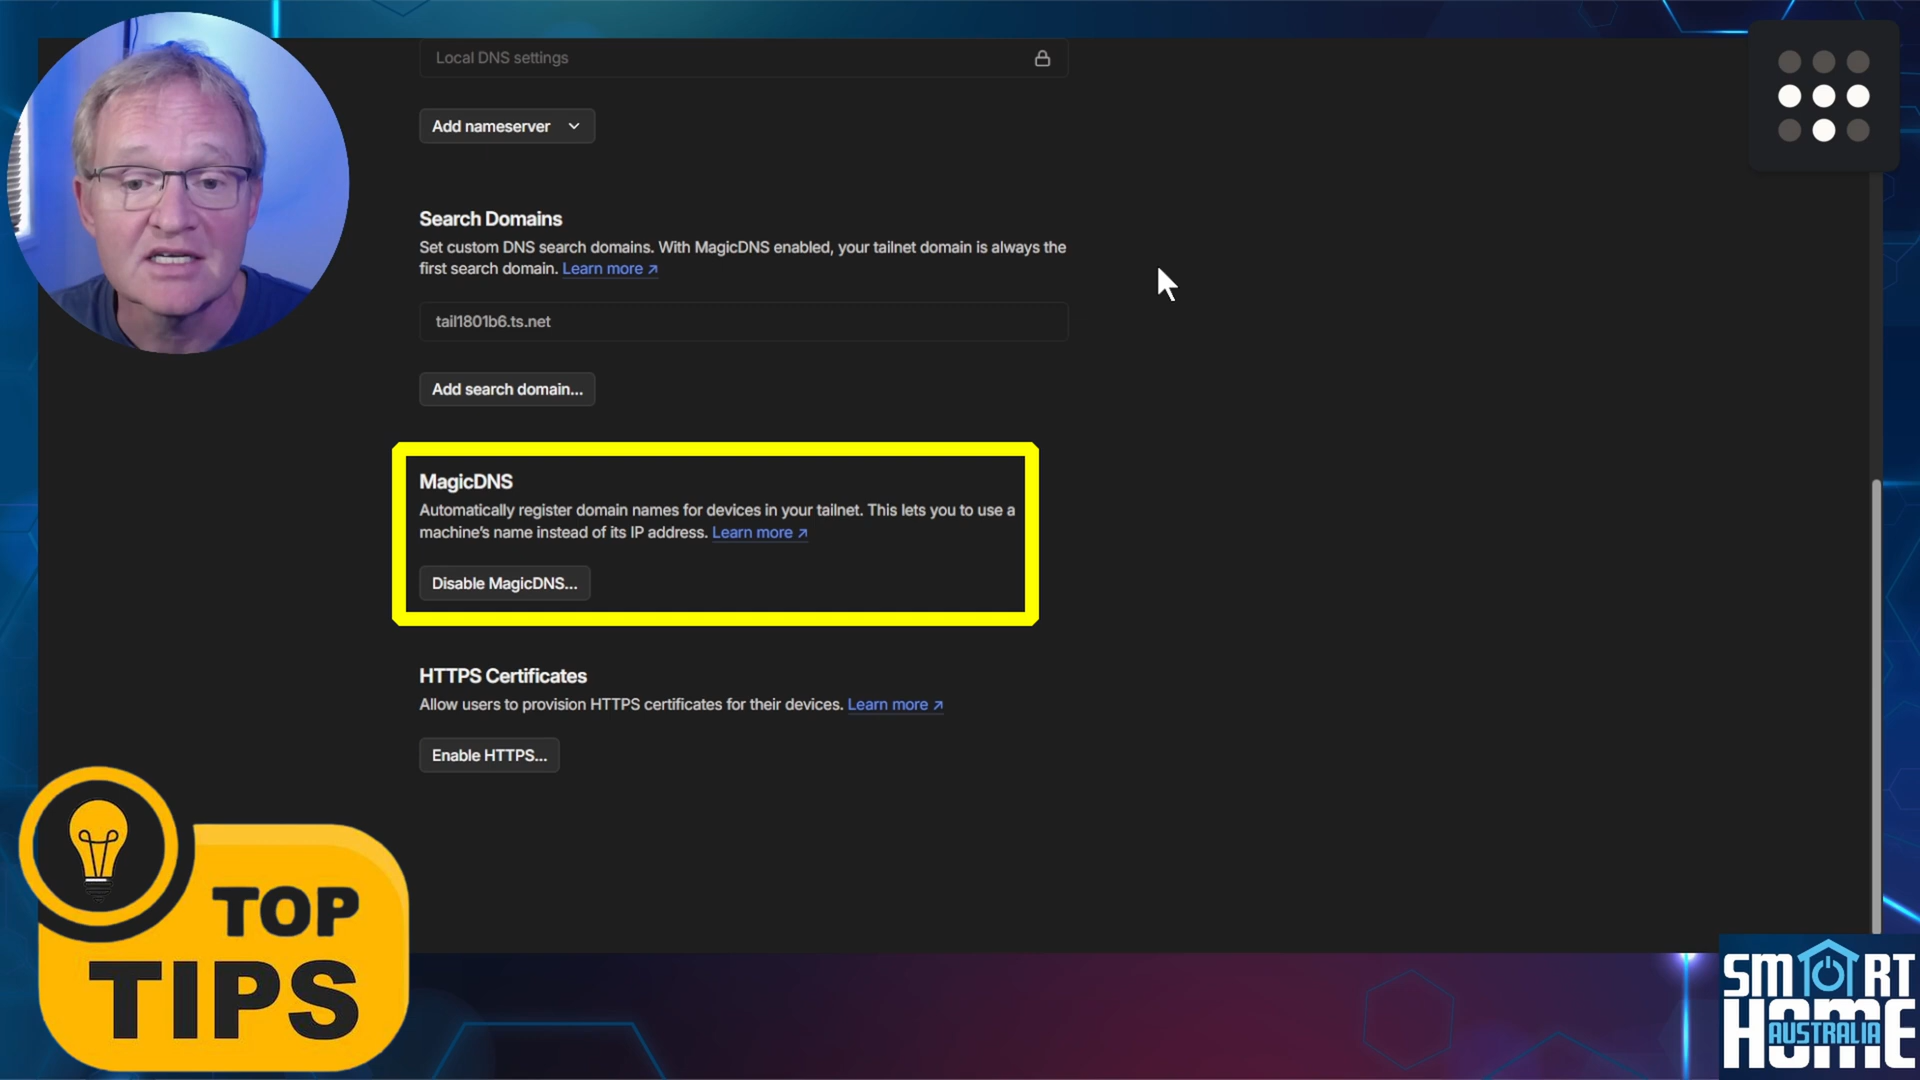 Local DNS settings
Add nameserver
Search Domains
Set custom DNS search domains. With MagicDNS enabled, your tailnet domain is always the
first search domain. Learn more ↗
tail1801b6.ts.net
Add search domain...
MagicDNS
Automatically register domain names for devices in your tailnet. This lets you to use a
machine's name instead of its IP address. Learn more ↗
Disable MagicDNS...
HTTPS Certificates
Allow users to provision HTTPS certificates for their devices. Learn more ↗
Enable HTTPS...
TOP
TIPS
SMART
HOME
AUSTRALIA